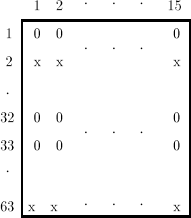 1 2 . . . 15
1 0 0 . . . 0
2 x x x
.
32 0 0 . . . 0
33 0 0 0
.
63 x x . . . x